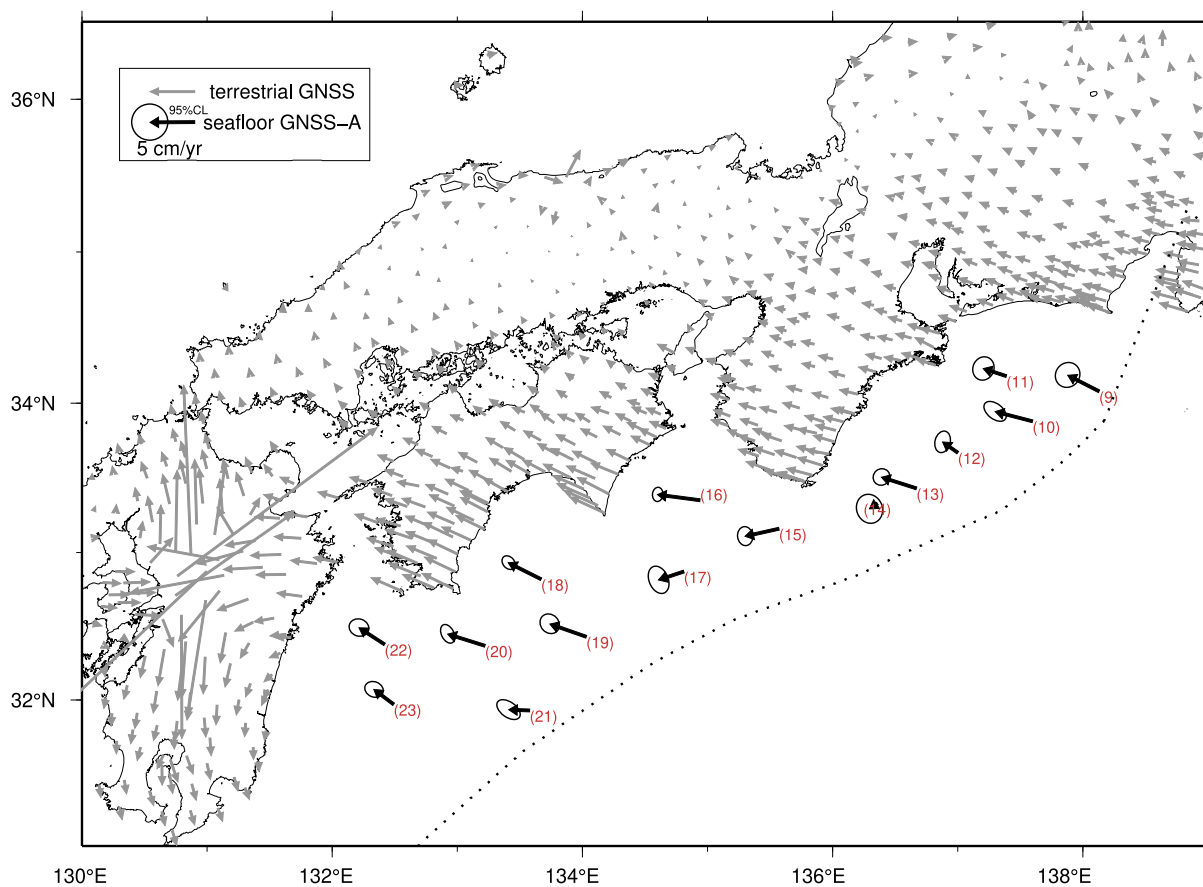 36°N
34°N
32°N
terrestrial GNSS
95%CL
seafloor GNSS–A
5 cm/yr
(11)
(9)
(10)
(12)
(16)
(13)
(14)
(15)
(18)
(17)
(22)
(20)
(19)
(23)
(21)
130°E
132°E
134°E
136°E
138°E